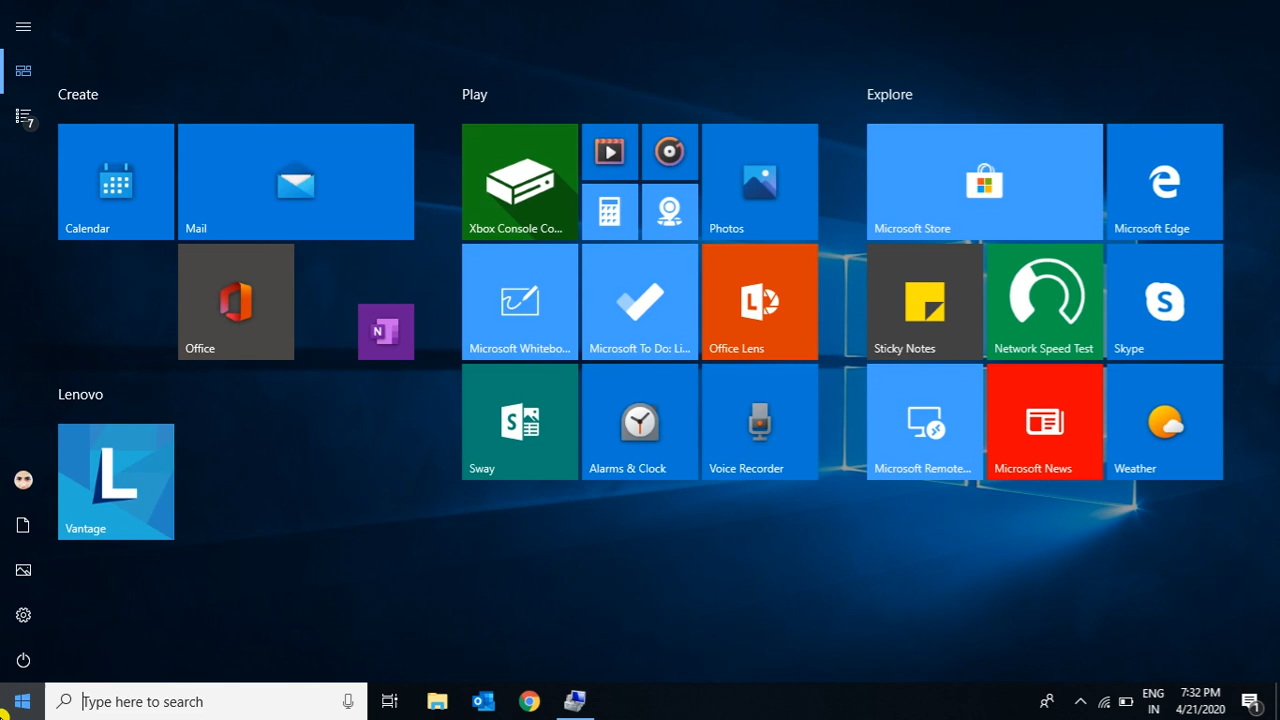 7
Create
Calendar
Mail
Office
N
Lenovo
L
Vantage
Play
Xbox Console Co...
Photos
Microsoft Whitebo...
Microsoft To Do: Li...
L
Office Lens
S
Sway
Alarms & Clock
Voice Recorder
Explore
Microsoft Store
Microsoft Edge
Sticky Notes
Network Speed Test
S
Skype
Microsoft Remote...
Microsoft News
Weather
Type here to search
ENG
IN
7:32 PM
4/21/2020
1